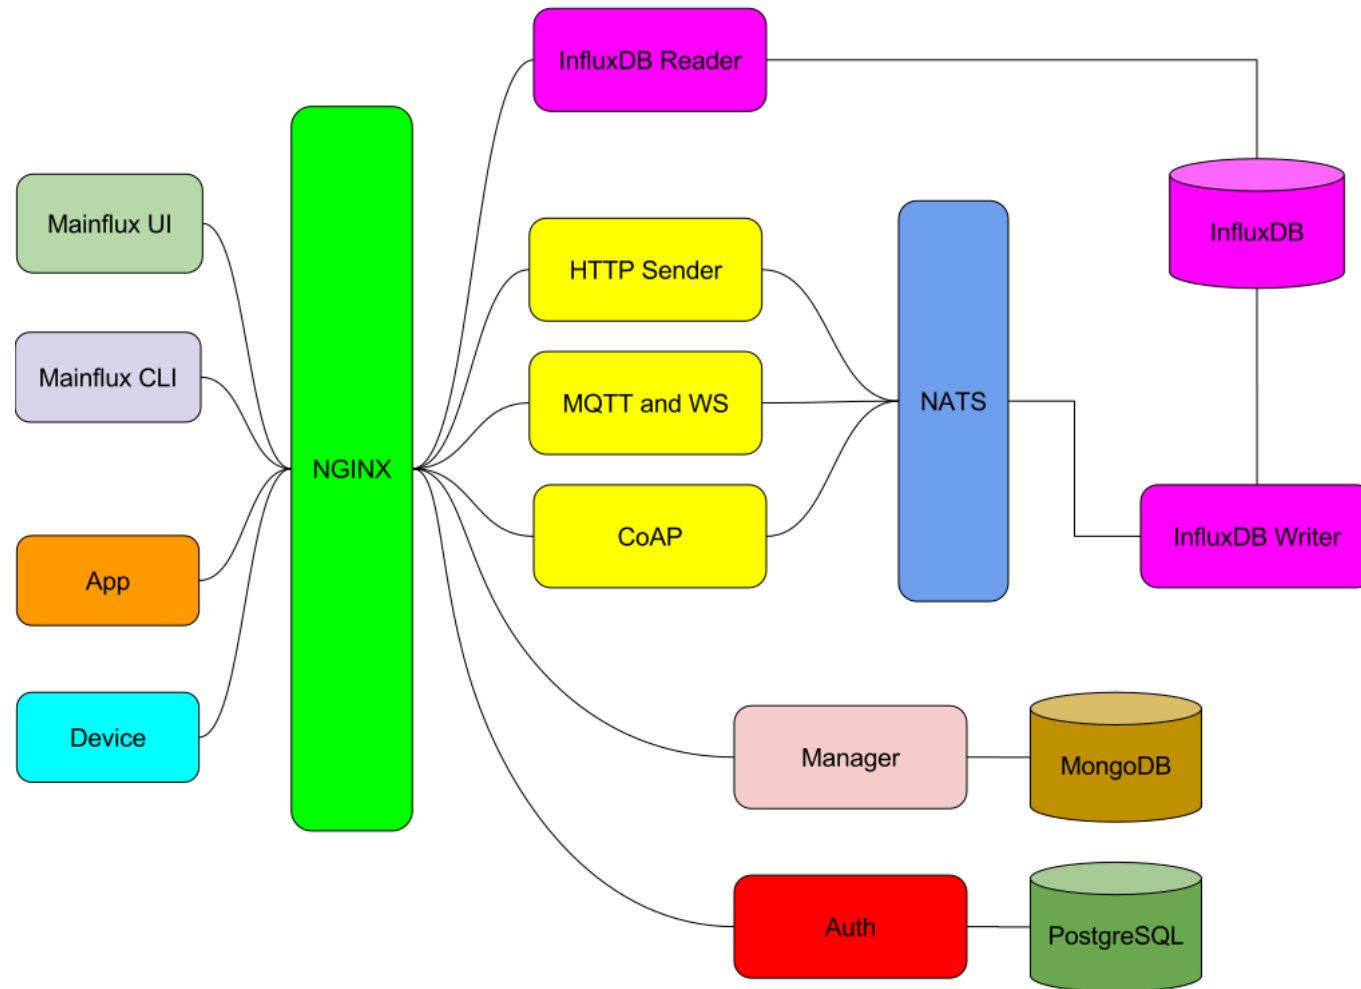 InfluxDB Reader
Mainflux UI
InfluxDB
HTTP Sender
Mainflux CLI
MQTT and WS
NATS
NGINX
CoAP
InfluxDB Writer
App
Device
Manager
MongoDB
Auth
PostgreSQL